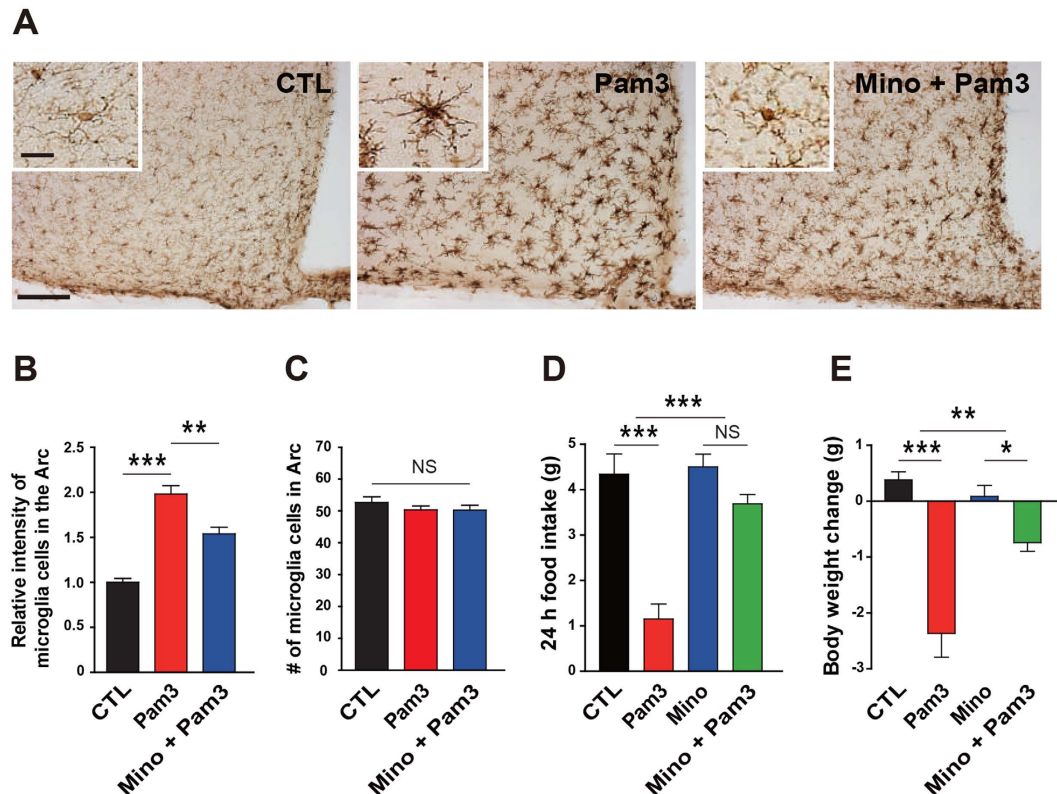 A
CTL
Pam3
Mino + Pam3
B
Relative intensity of
microglia cells in the Arc
2.5
2.0
1.5
1.0
0.5
0
***
**
CTL
Pam3
Mino + Pam3
C
# of microglia cells in Arc
70
60
50
40
30
20
10
0
NS
CTL
Pam3
Mino + Pam3
D
24 h food intake (g)
5
4
3
2
1
0
***
***
NS
CTL
Pam3
Mino
Mino + Pam3
E
Body weight change (g)
1
0
-1
-2
-3
**
***
*
CTL
Pam3
Mino
Mino + Pam3